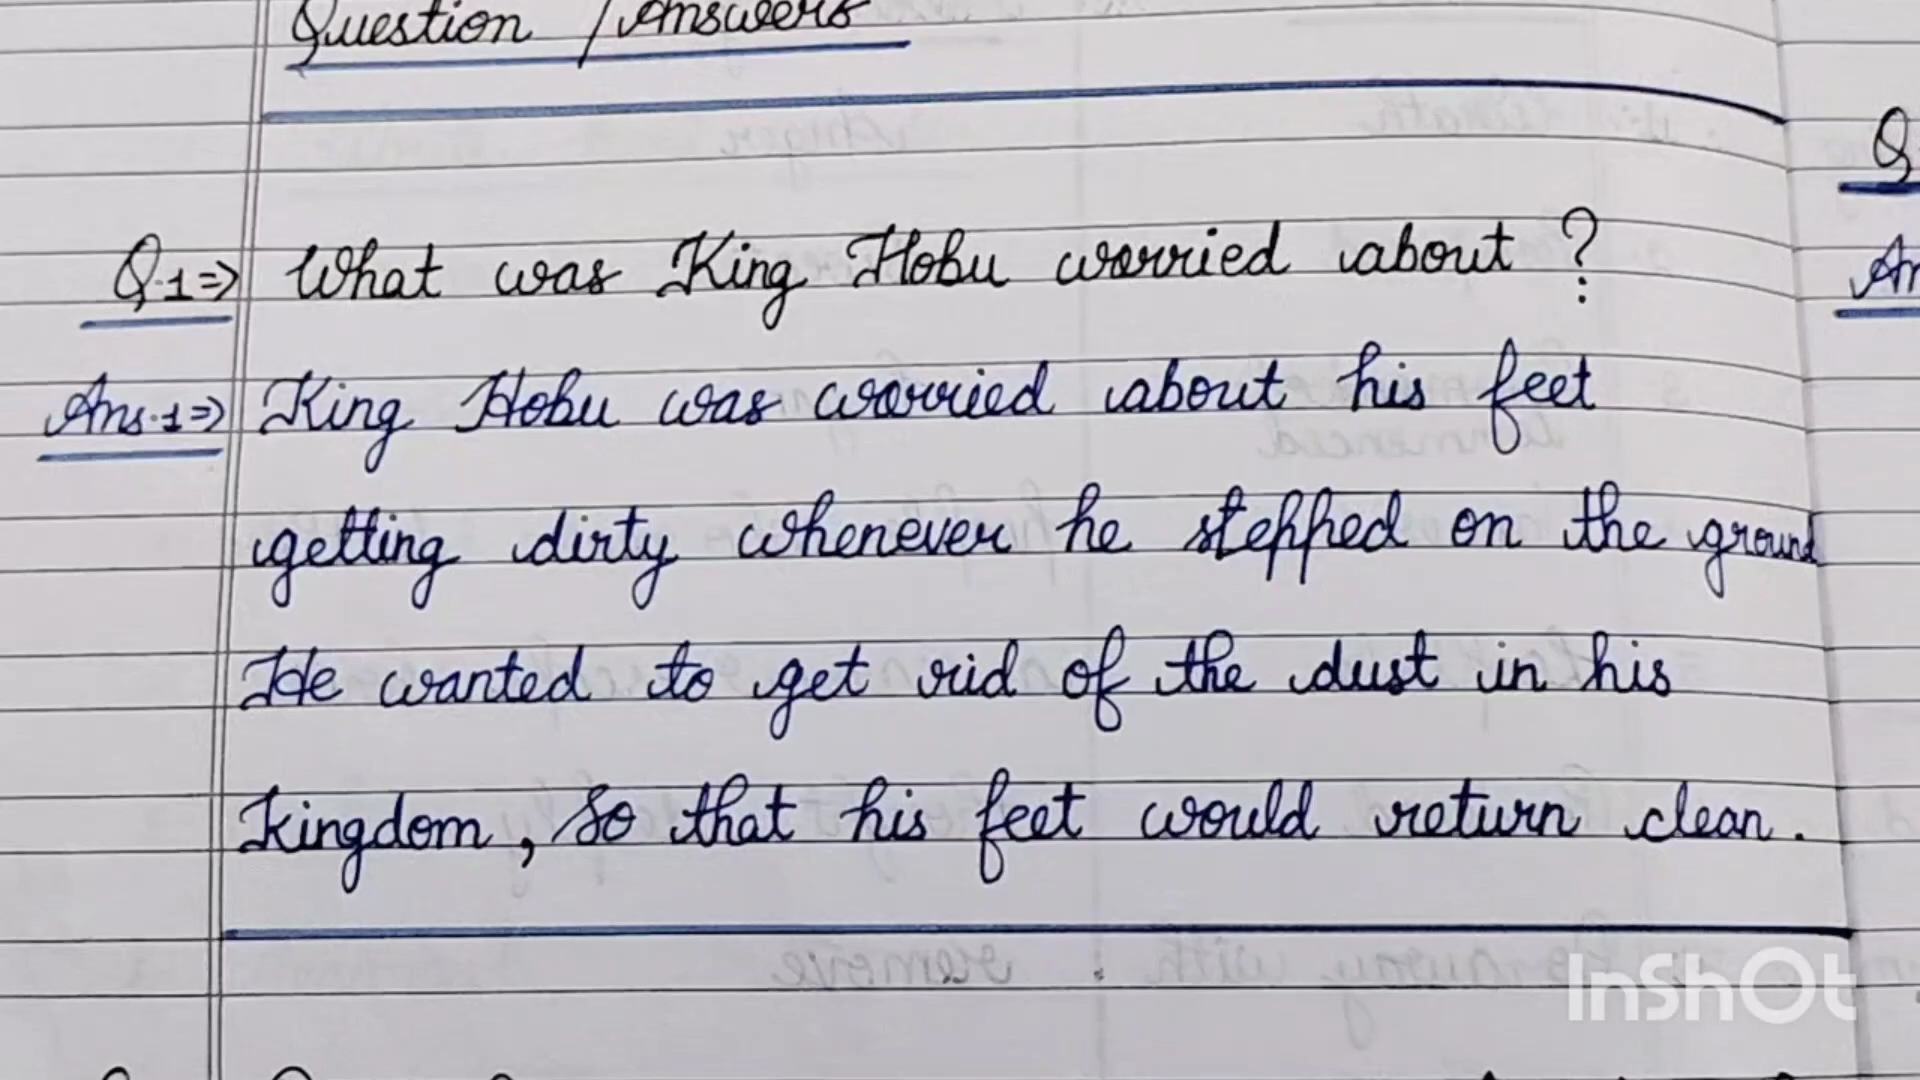 Question / Answers
Q.1⇒ What was King Hobu worried about ?
Ans.1⇒ King Hobu was worried about his feet
getting dirty whenever he stepped on the ground
He wanted to get rid of the dust in his
Kingdom, so that his feet would return clean.
Q
An
InShOt